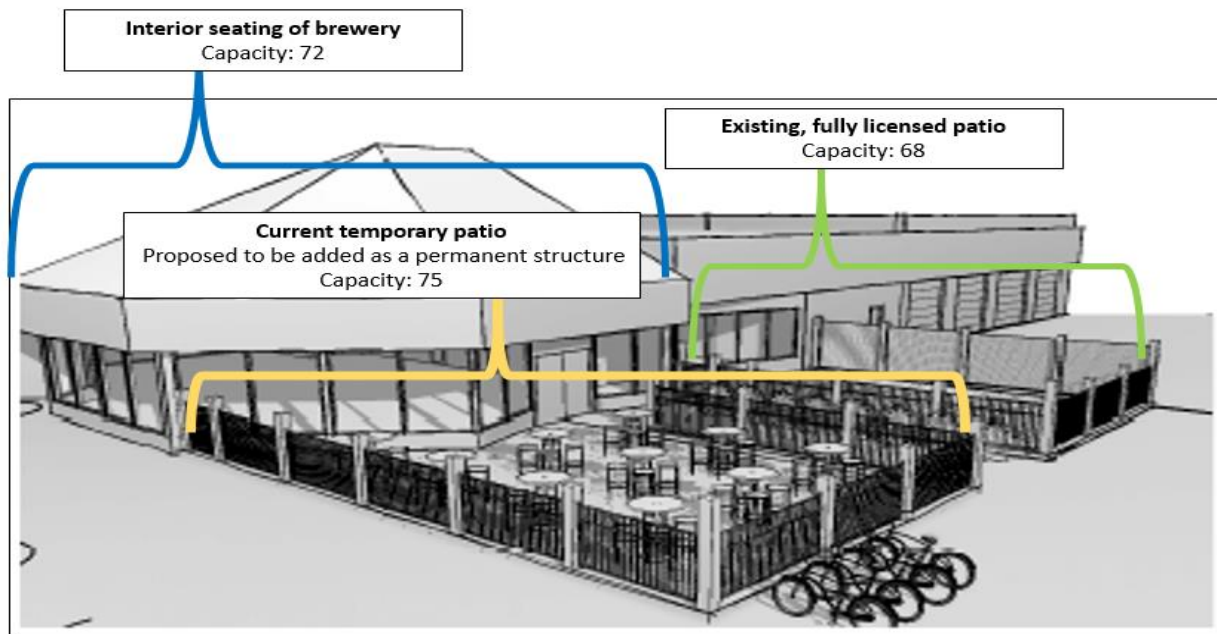 Interior seating of brewery
Capacity: 72
Existing, fully licensed patio
Capacity: 68
Current temporary patio
Proposed to be added as a permanent structure
Capacity: 75